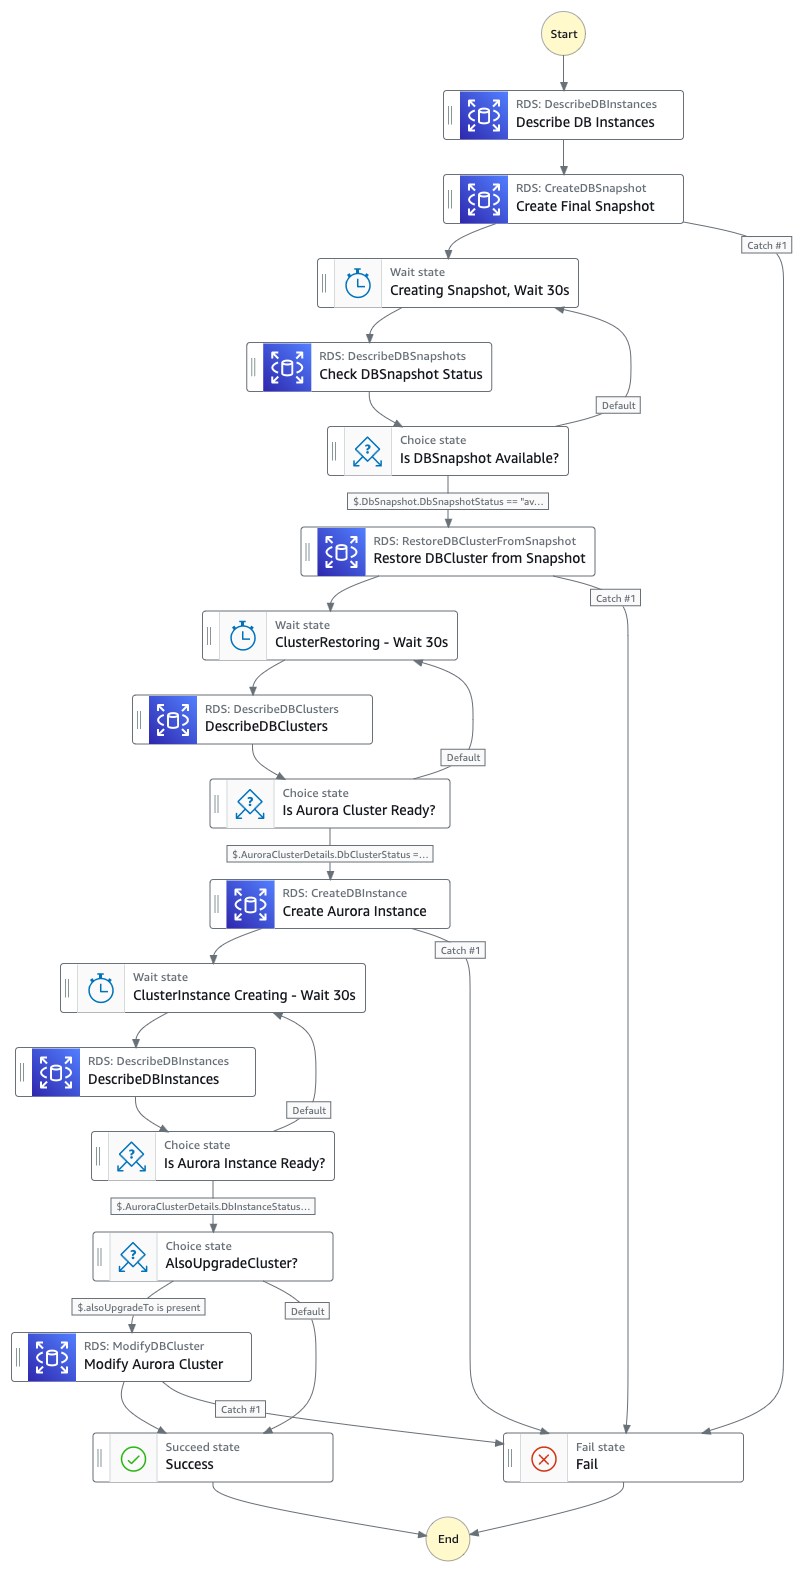 Start
RDS: DescribeDBInstances
Describe DB Instances
RDS: CreateDBSnapshot
Create Final Snapshot
Catch #1
Wait state
Creating Snapshot, Wait 30s
RDS: DescribeDBSnapshots
Check DBSnapshot Status
Default
Choice state
Is DBSnapshot Available?
$.DbSnapshot.DbSnapshotStatus == "av...
RDS: RestoreDBClusterFromSnapshot
Restore DBCluster from Snapshot
Catch #1
Wait state
ClusterRestoring - Wait 30s
RDS: DescribeDBClusters
DescribeDBClusters
Default
Choice state
Is Aurora Cluster Ready?
$.AuroraClusterDetails.DbClusterStatus =...
RDS: CreateDBInstance
Create Aurora Instance
Catch #1
Wait state
ClusterInstance Creating - Wait 30s
RDS: DescribeDBInstances
DescribeDBInstances
Default
Choice state
Is Aurora Instance Ready?
$.AuroraClusterDetails.DbInstanceStatus...
Choice state
AlsoUpgradeCluster?
$.alsoUpgradeTo is present
Default
RDS: ModifyDBCluster
Modify Aurora Cluster
Catch #1
Succeed state
Success
Fail state
Fail
End